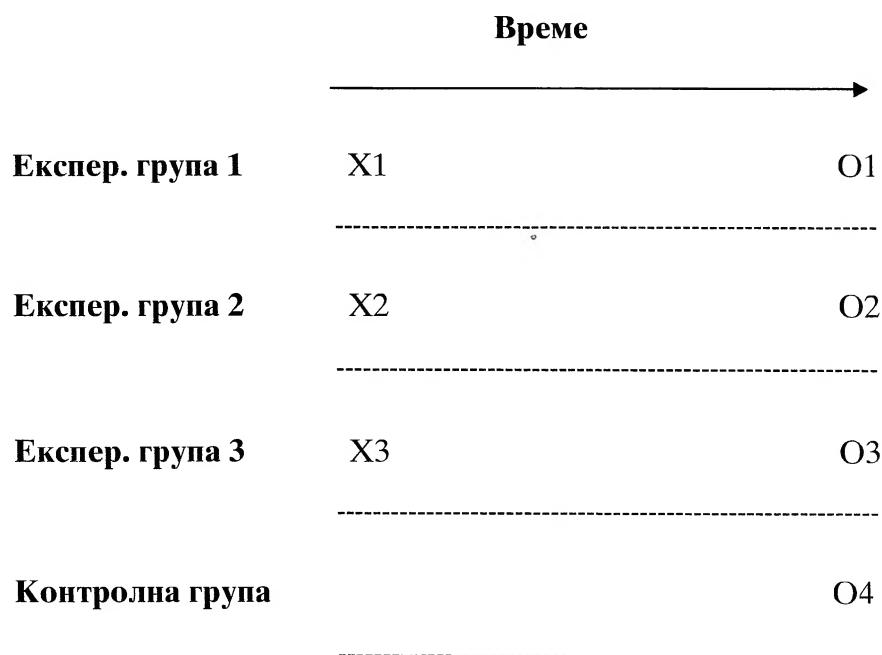 Време
Експер. група 1 X1 O1
Експер. група 2 X2 O2
Експер. група 3 X3 O3
Контролна група O4